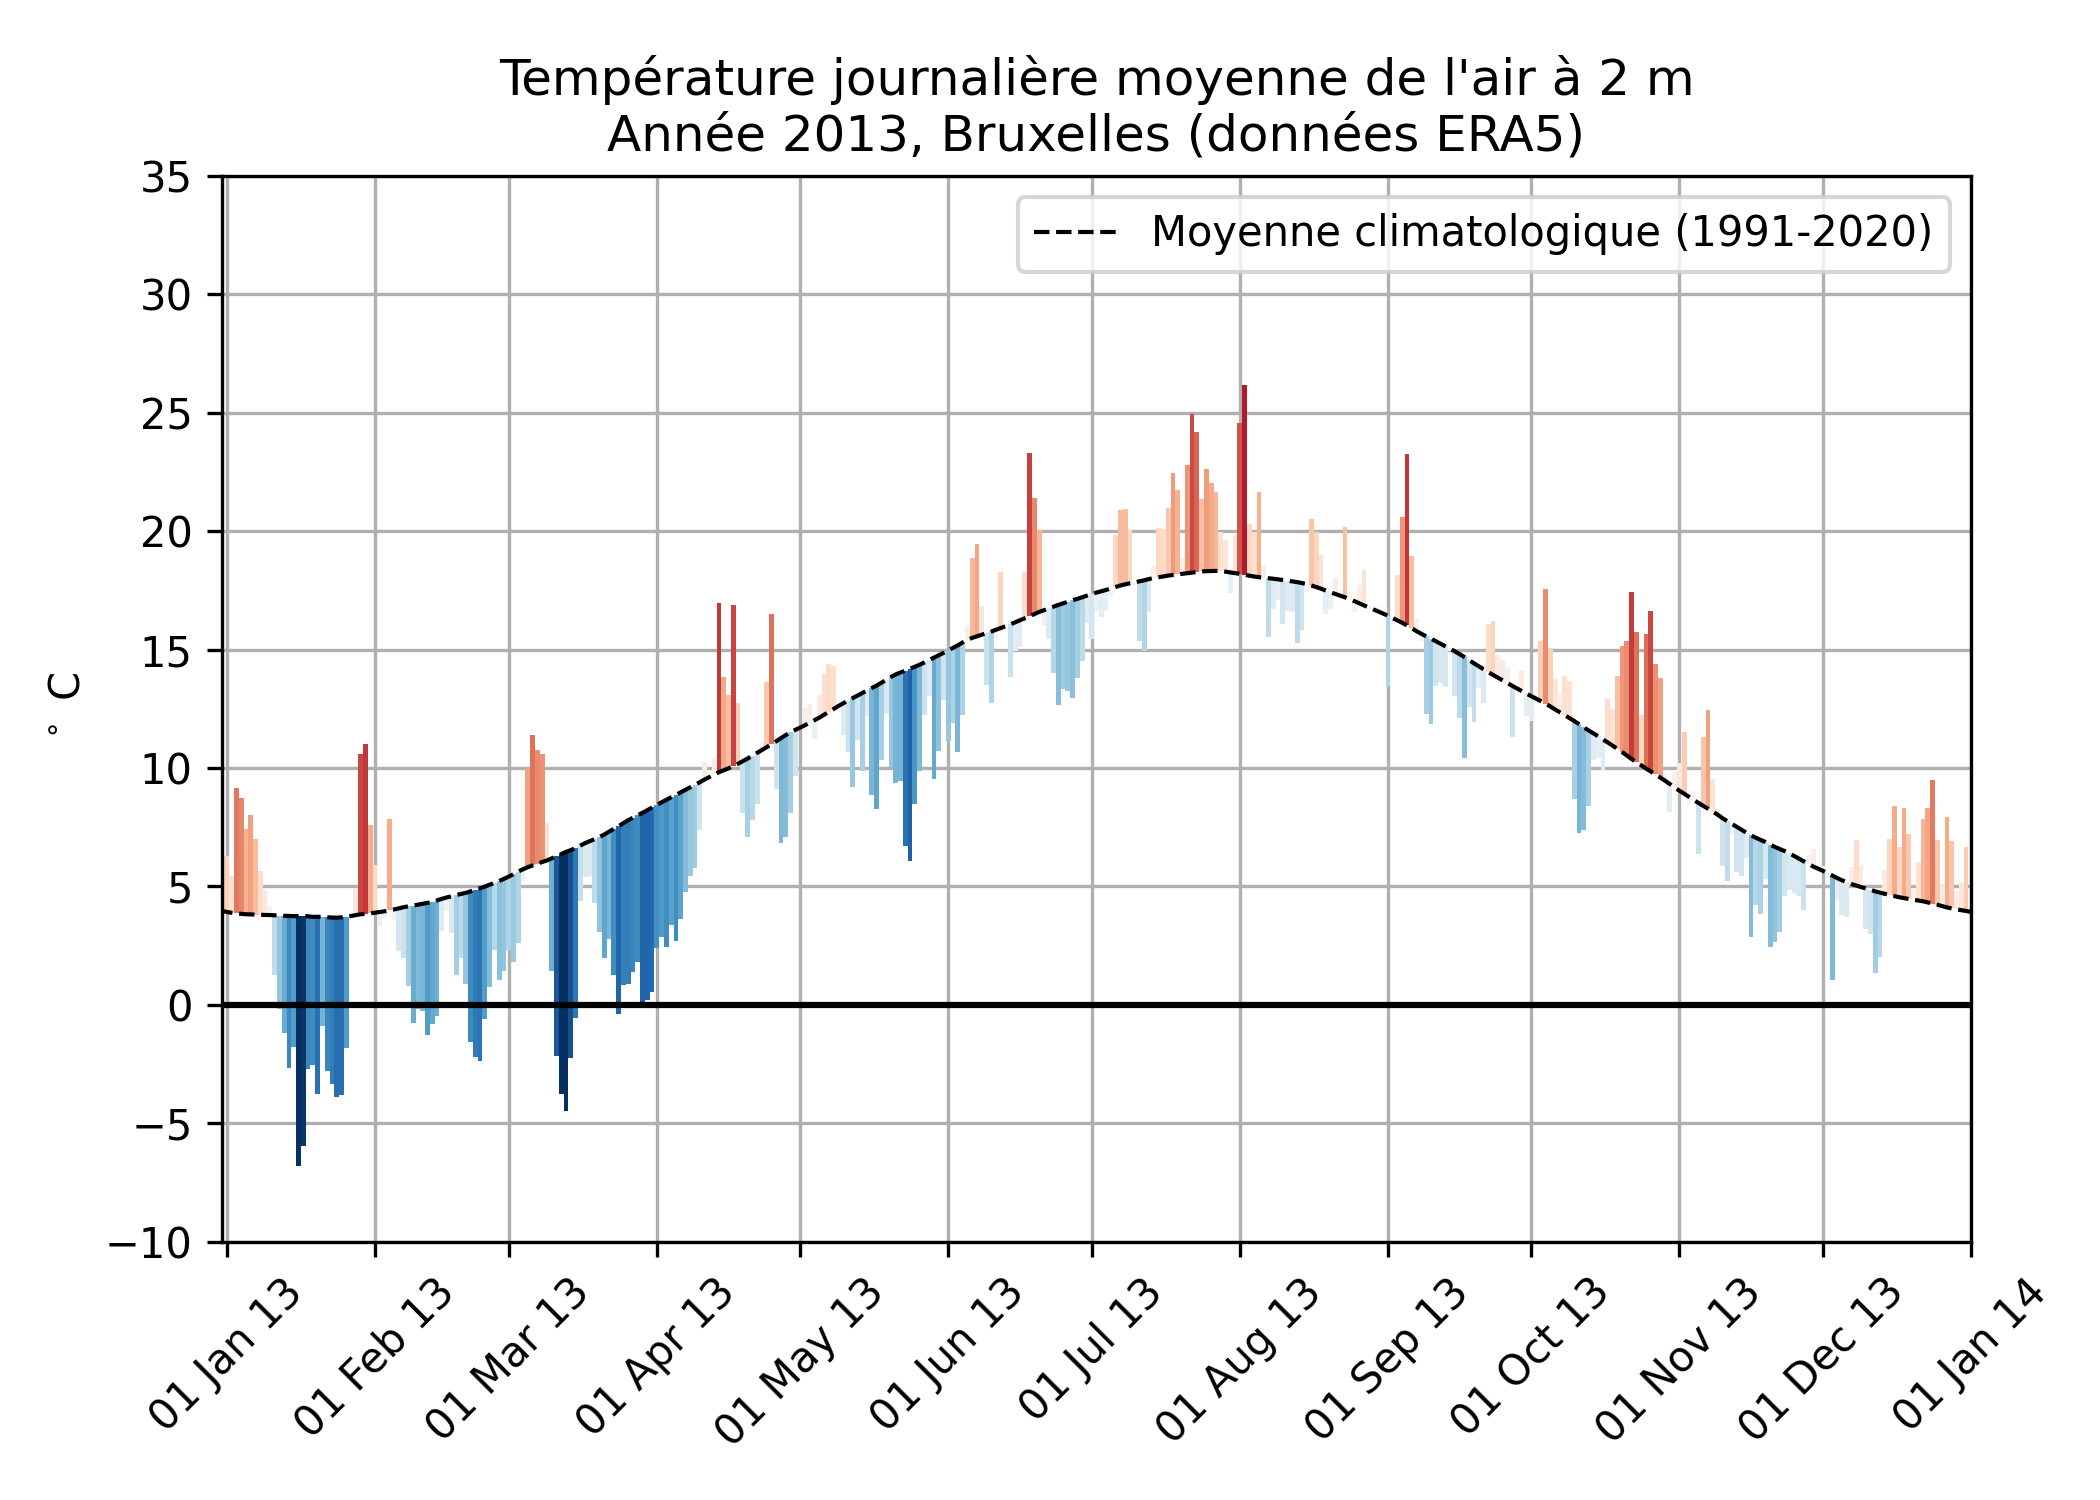 Température journalière moyenne de l'air à 2 m
Année 2013, Bruxelles (données ERA5)
Moyenne climatologique (1991-2020)
35
30
25
20
15
10
5
0
−5
−10
° C
01 Jan 13
01 Feb 13
01 Mar 13
01 Apr 13
01 May 13
01 Jun 13
01 Jul 13
01 Aug 13
01 Sep 13
01 Oct 13
01 Nov 13
01 Dec 13
01 Jan 14